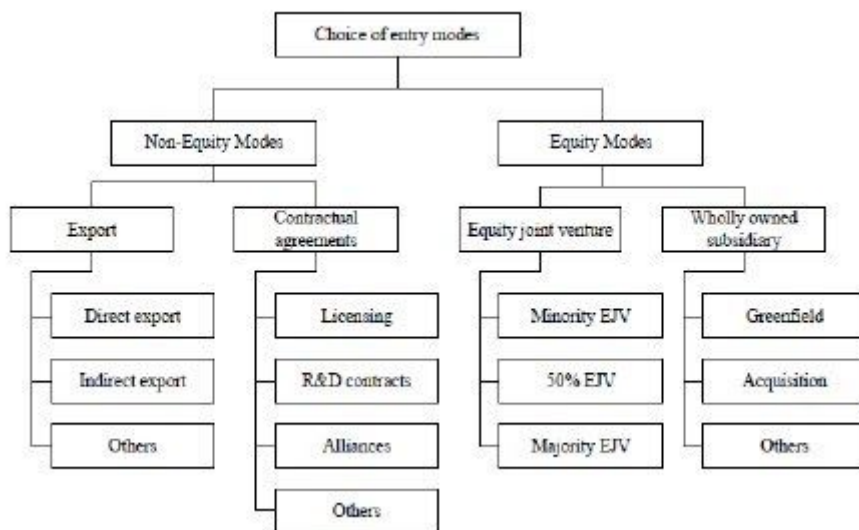 Choice of entry modes
Non-Equity Modes
Equity Modes
Export
Contractual
agreements
Equity joint venture
Wholly owned
subsidiary
Direct export
Licensing
Minority EJV
Greenfield
Indirect export
R&D contracts
50% EJV
Acquisition
Others
Alliances
Majority EJV
Others
Others